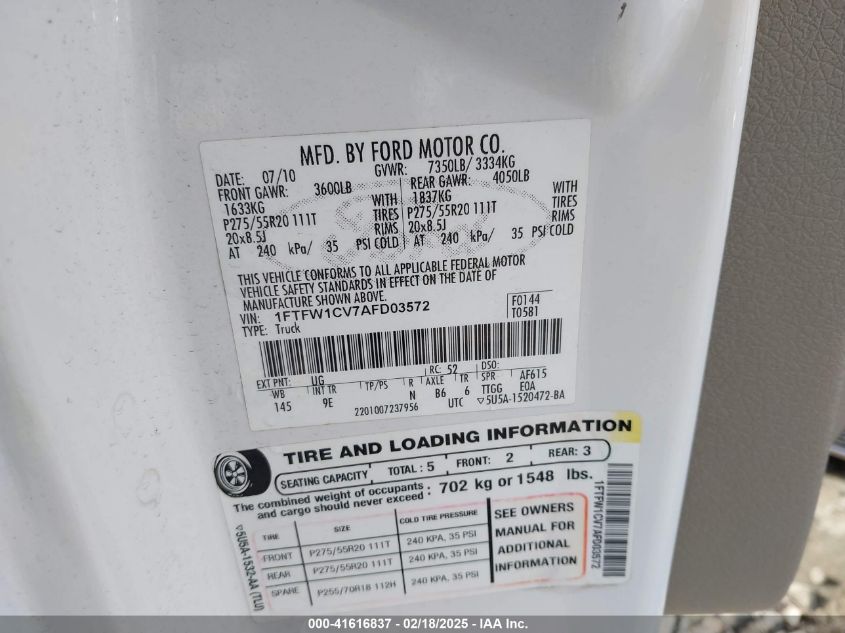 MFD. BY FORD MOTOR CO.
DATE: 07/10 GVWR: 7350LB/ 3334KG
FRONT GAWR: 3600LB REAR GAWR: 4050LB
1633KG WITH 1837KG WITH
P275/55R20 111T TIRES P275/55R20 111T TIRES
20x8.5J RIMS 20x8.5J RIMS
AT 240 kPa/ 35 PSI COLD AT 240 kPa/ 35 PSI COLD
THIS VEHICLE CONFORMS TO ALL APPLICABLE FEDERAL MOTOR
VEHICLE SAFETY STANDARDS IN EFFECT ON THE DATE OF
MANUFACTURE SHOWN ABOVE.
VIN: 1FTFW1CV7AFD03572 F0144
TYPE: Truck T0581
EXT PNT: UG RC: 52 DSO:
WB INT TR TP/PS R AXLE TR SPR AF615
145 9E N B6 6 TTGG E0A
2201007237956 UTC ▽5U5A-1520472-BA
TIRE AND LOADING INFORMATION
SEATING CAPACITY TOTAL: 5 FRONT: 2 REAR: 3
The combined weight of occupants and cargo should never exceed: 702 kg or 1548 lbs.
TIRE SIZE COLD TIRE PRESSURE
FRONT P275/55R20 111T 240 KPA, 35 PSI
REAR P275/55R20 111T 240 KPA, 35 PSI
SPARE P255/70R18 112H 240 KPA, 35 PSI
SEE OWNERS
MANUAL FOR
ADDITIONAL
INFORMATION
▽5U5A-1532-AA (TLU)
1FTFW1CV7AFD03572
000-41616837 - 02/18/2025 - IAA Inc.